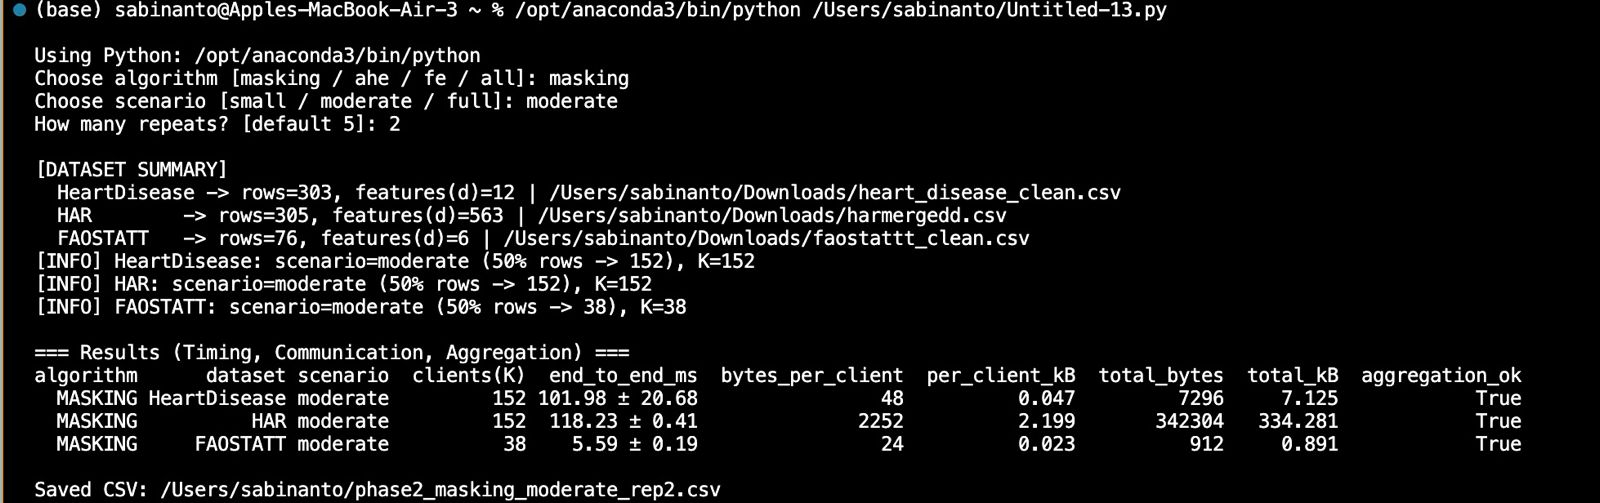 (base) sabinanto@Apples-MacBook-Air-3 ~ % /opt/anaconda3/bin/python /Users/sabinanto/Untitled-13.py
Using Python: /opt/anaconda3/bin/python
Choose algorithm [masking / ahe / fe / all]: masking
Choose scenario [small / moderate / full]: moderate
How many repeats? [default 5]: 2
[DATASET SUMMARY]
HeartDisease -> rows=303, features(d)=12 | /Users/sabinanto/Downloads/heart_disease_clean.csv
HAR -> rows=305, features(d)=563 | /Users/sabinanto/Downloads/harmergedd.csv
FAOSTATT -> rows=76, features(d)=6 | /Users/sabinanto/Downloads/faostattt_clean.csv
[INFO] HeartDisease: scenario=moderate (50% rows -> 152), K=152
[INFO] HAR: scenario=moderate (50% rows -> 152), K=152
[INFO] FAOSTATT: scenario=moderate (50% rows -> 38), K=38
=== Results (Timing, Communication, Aggregation) ===
algorithm dataset scenario clients(K) end_to_end_ms bytes_per_client per_client_kB total_bytes total_kB aggregation_ok
MASKING HeartDisease moderate 152 101.98 ± 20.68 48 0.047 7296 7.125 True
MASKING HAR moderate 152 118.23 ± 0.41 2252 2.199 342304 334.281 True
MASKING FAOSTATT moderate 38 5.59 ± 0.19 24 0.023 912 0.891 True
Saved CSV: /Users/sabinanto/phase2_masking_moderate_rep2.csv